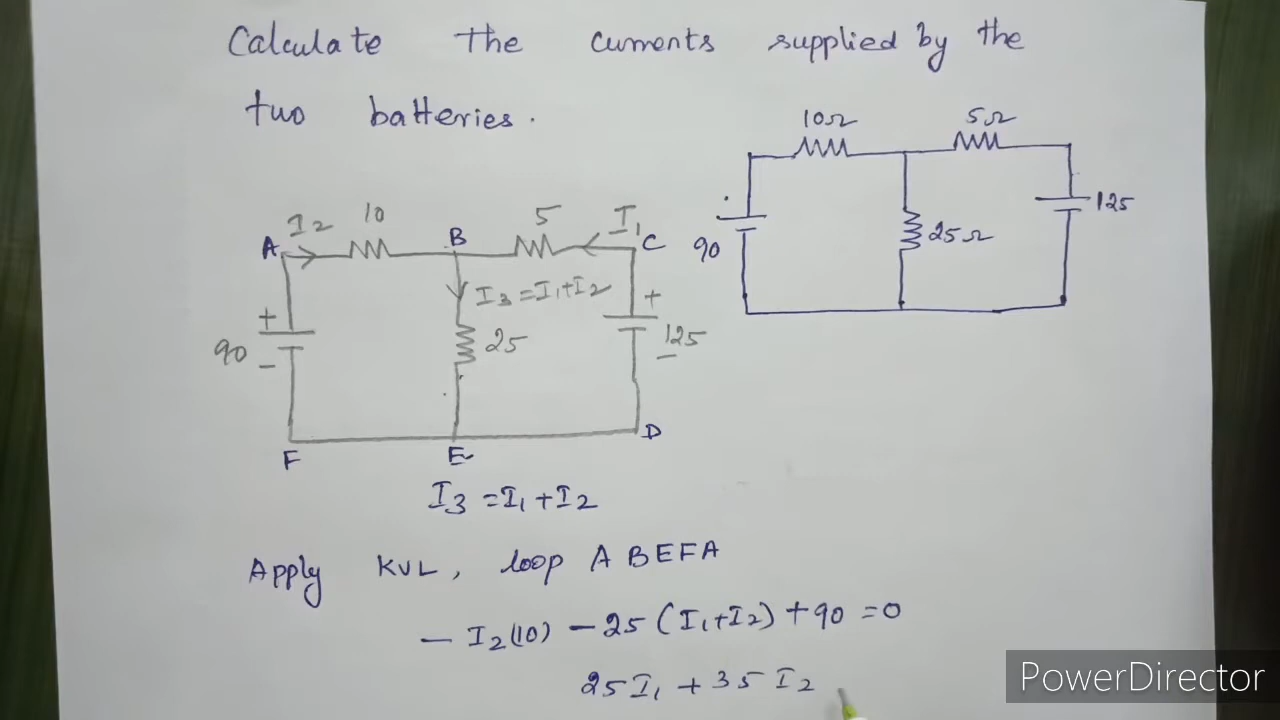 Calculate the currents supplied by the
two batteries.
10Ω 5Ω
90 25Ω 125
I2 10 5 I1
A B C
I3 = I1 + I2
+ +
90 25 125
- -
F E D
I3 = I1 + I2
Apply KVL, loop A BEFA
- I2(10) - 25 (I1+I2) + 90 = 0
25 I1 + 35 I2
PowerDirector